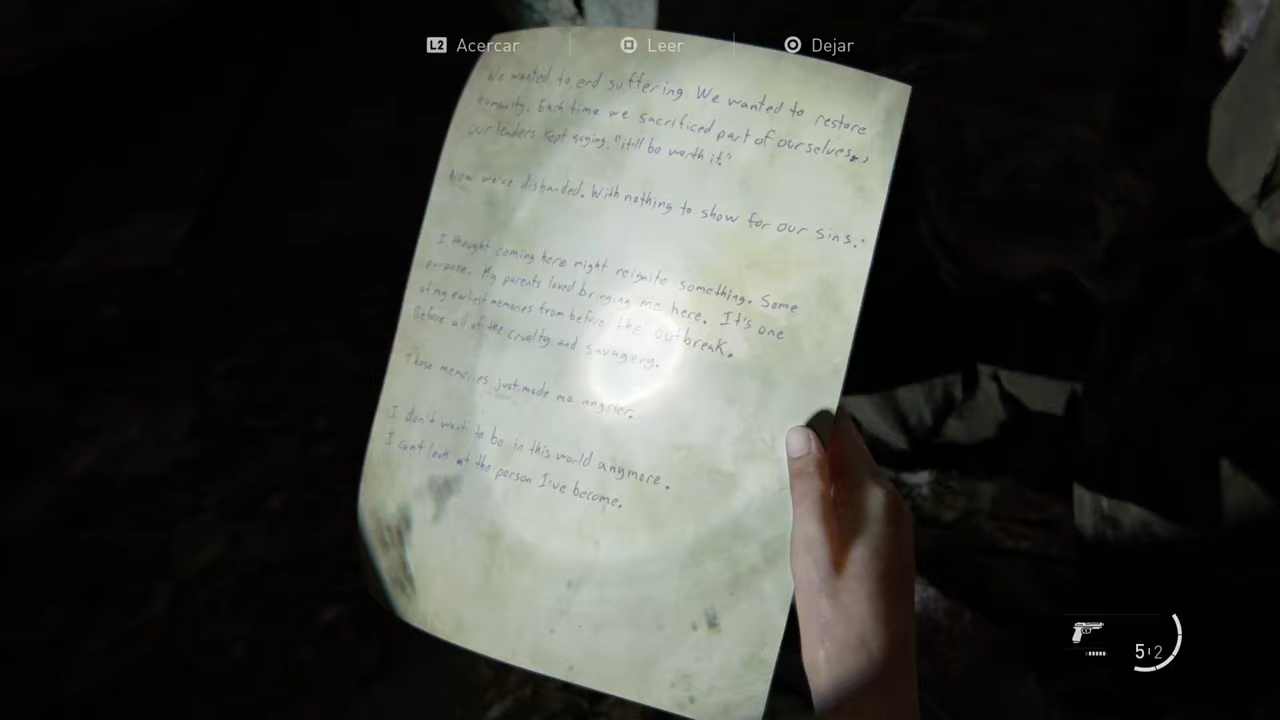 L2 Acercar
Leer
Dejar
We wanted to end suffering. We wanted to restore
humanity. Each time we sacrificed part of ourselves,
our leaders kept saying, "it'll be worth it."
Now we've disbanded. With nothing to show for our sins.
I thought coming here might reignite something. Some
purpose. My parents loved bringing me here. It's one
of my earliest memories from before the outbreak.
Before all of the cruelty and savagery.
Those memories just made me angrier.
I don't want to be in this world anymore.
I can't look at the person I've become.
5 2